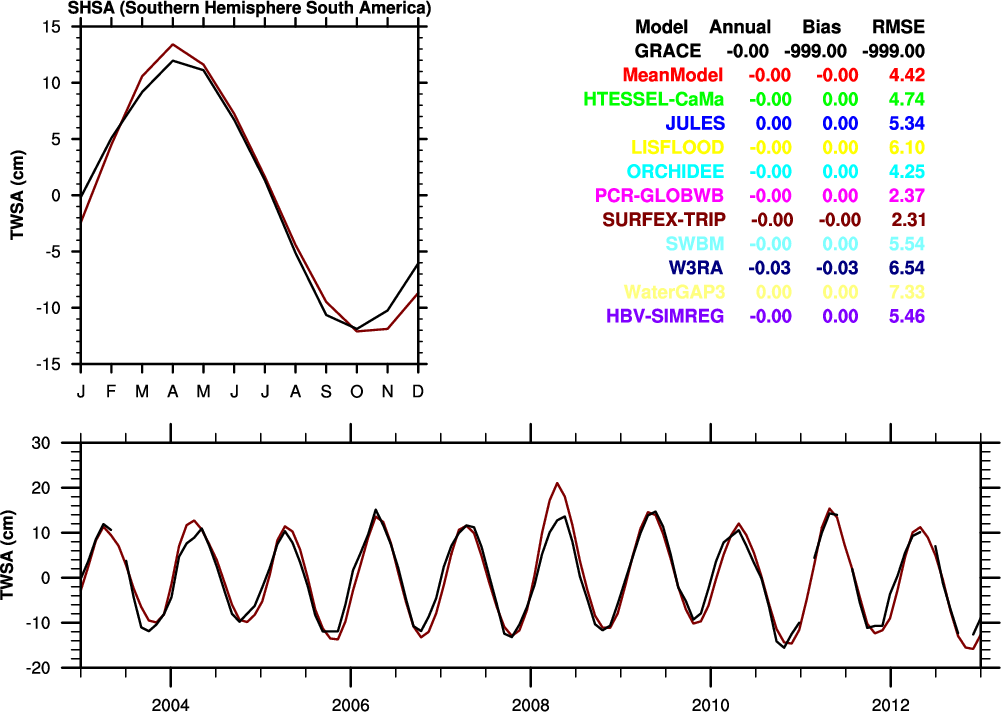 SHSA (Southern Hemisphere South America)
15
10
5
0
-5
-10
-15
TWSA (cm)
J F M A M J J A S O N D
Model Annual Bias RMSE
GRACE -0.00 -999.00 -999.00
MeanModel -0.00 -0.00 4.42
HTESSEL-CaMa -0.00 0.00 4.74
JULES 0.00 0.00 5.34
LISFLOOD -0.00 0.00 6.10
ORCHIDEE -0.00 0.00 4.25
PCR-GLOBWB -0.00 0.00 2.37
SURFEX-TRIP -0.00 -0.00 2.31
SWBM -0.00 0.00 5.54
W3RA -0.03 -0.03 6.54
WaterGAP3 0.00 0.00 7.33
HBV-SIMREG -0.00 0.00 5.46
30
20
10
0
-10
-20
TWSA (cm)
2004 2006 2008 2010 2012